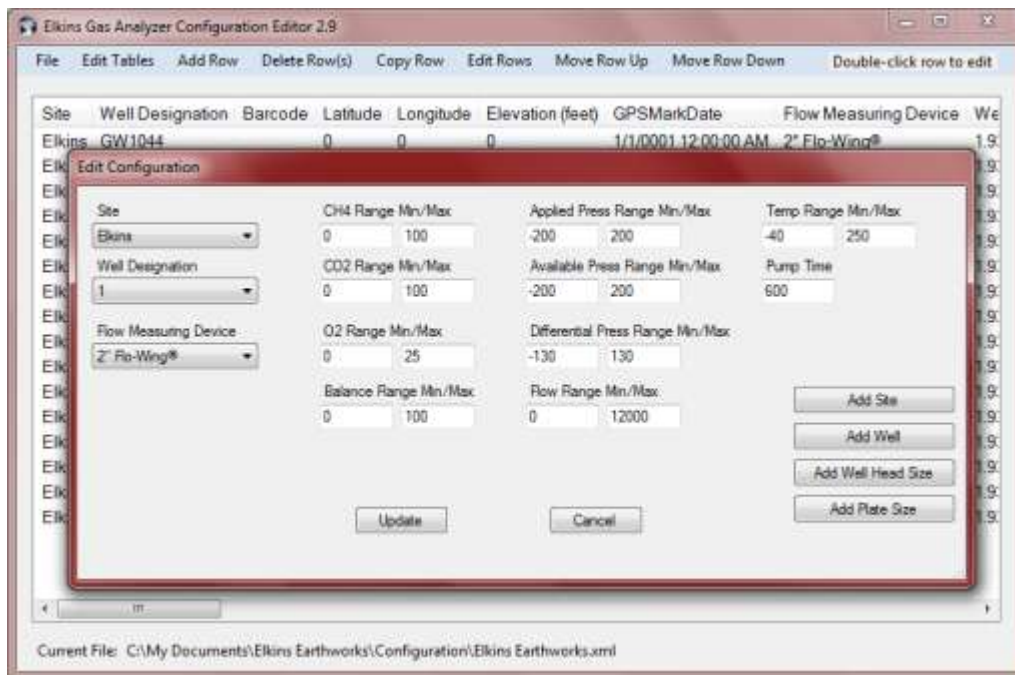 Elkins Gas Analyzer Configuration Editor 2.9
File Edit Tables Add Row Delete Row(s) Copy Row Edit Rows Move Row Up Move Row Down Double-click row to edit
Site Well Designation Barcode Latitude Longitude Elevation (feet) GPSMarkDate Flow Measuring Device We
Elkins GW1044 0 0 0 1/1/0001 12:00:00 AM 2" Flo-Wing® 1.9
Edit Configuration
Site CH4 Range Min/Max Applied Press Range Min/Max Temp Range Min/Max
Elkins 0 100 -200 200 -40 250
Well Designation CO2 Range Min/Max Available Press Range Min/Max Pump Time
1 0 100 -200 200 600
Flow Measuring Device O2 Range Min/Max Differential Press Range Min/Max
2" Flo-Wing® 0 25 -130 130
Balance Range Min/Max Flow Range Min/Max
0 100 0 12000
Add Site
Add Well
Add Well Head Size
Add Plate Size
Update Cancel
Current File: C:\My Documents\Elkins Earthworks\Configuration\Elkins Earthworks.xml